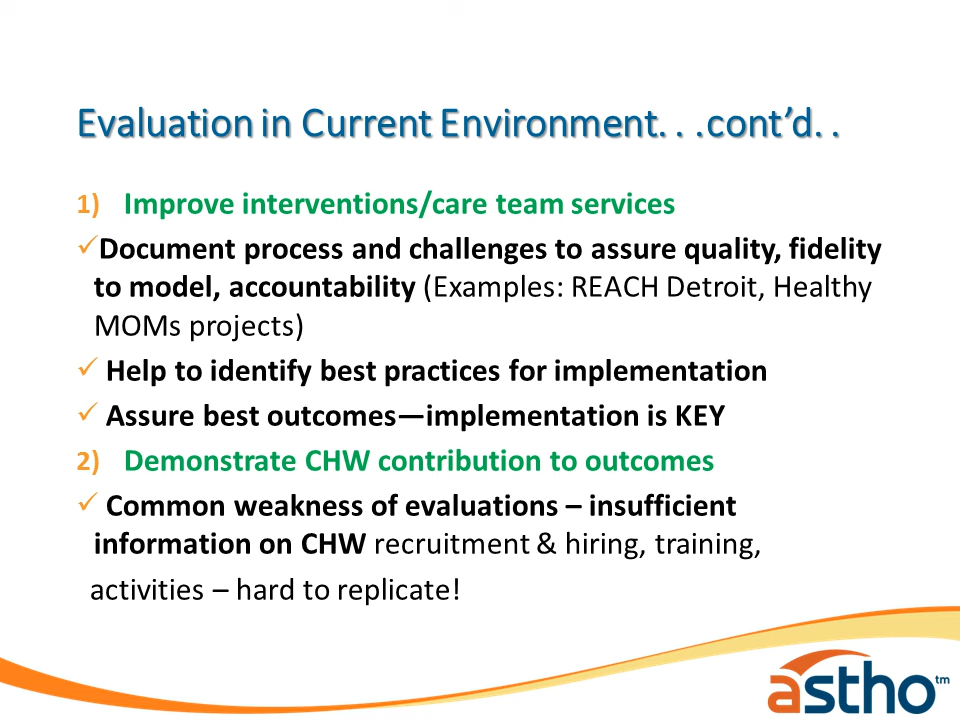 Evaluation in Current Environment. . .cont’d. .
1) Improve interventions/care team services
✓Document process and challenges to assure quality, fidelity
to model, accountability (Examples: REACH Detroit, Healthy
MOMs projects)
✓ Help to identify best practices for implementation
✓ Assure best outcomes—implementation is KEY
2) Demonstrate CHW contribution to outcomes
✓ Common weakness of evaluations – insufficient
information on CHW recruitment & hiring, training,
activities – hard to replicate!
astho™